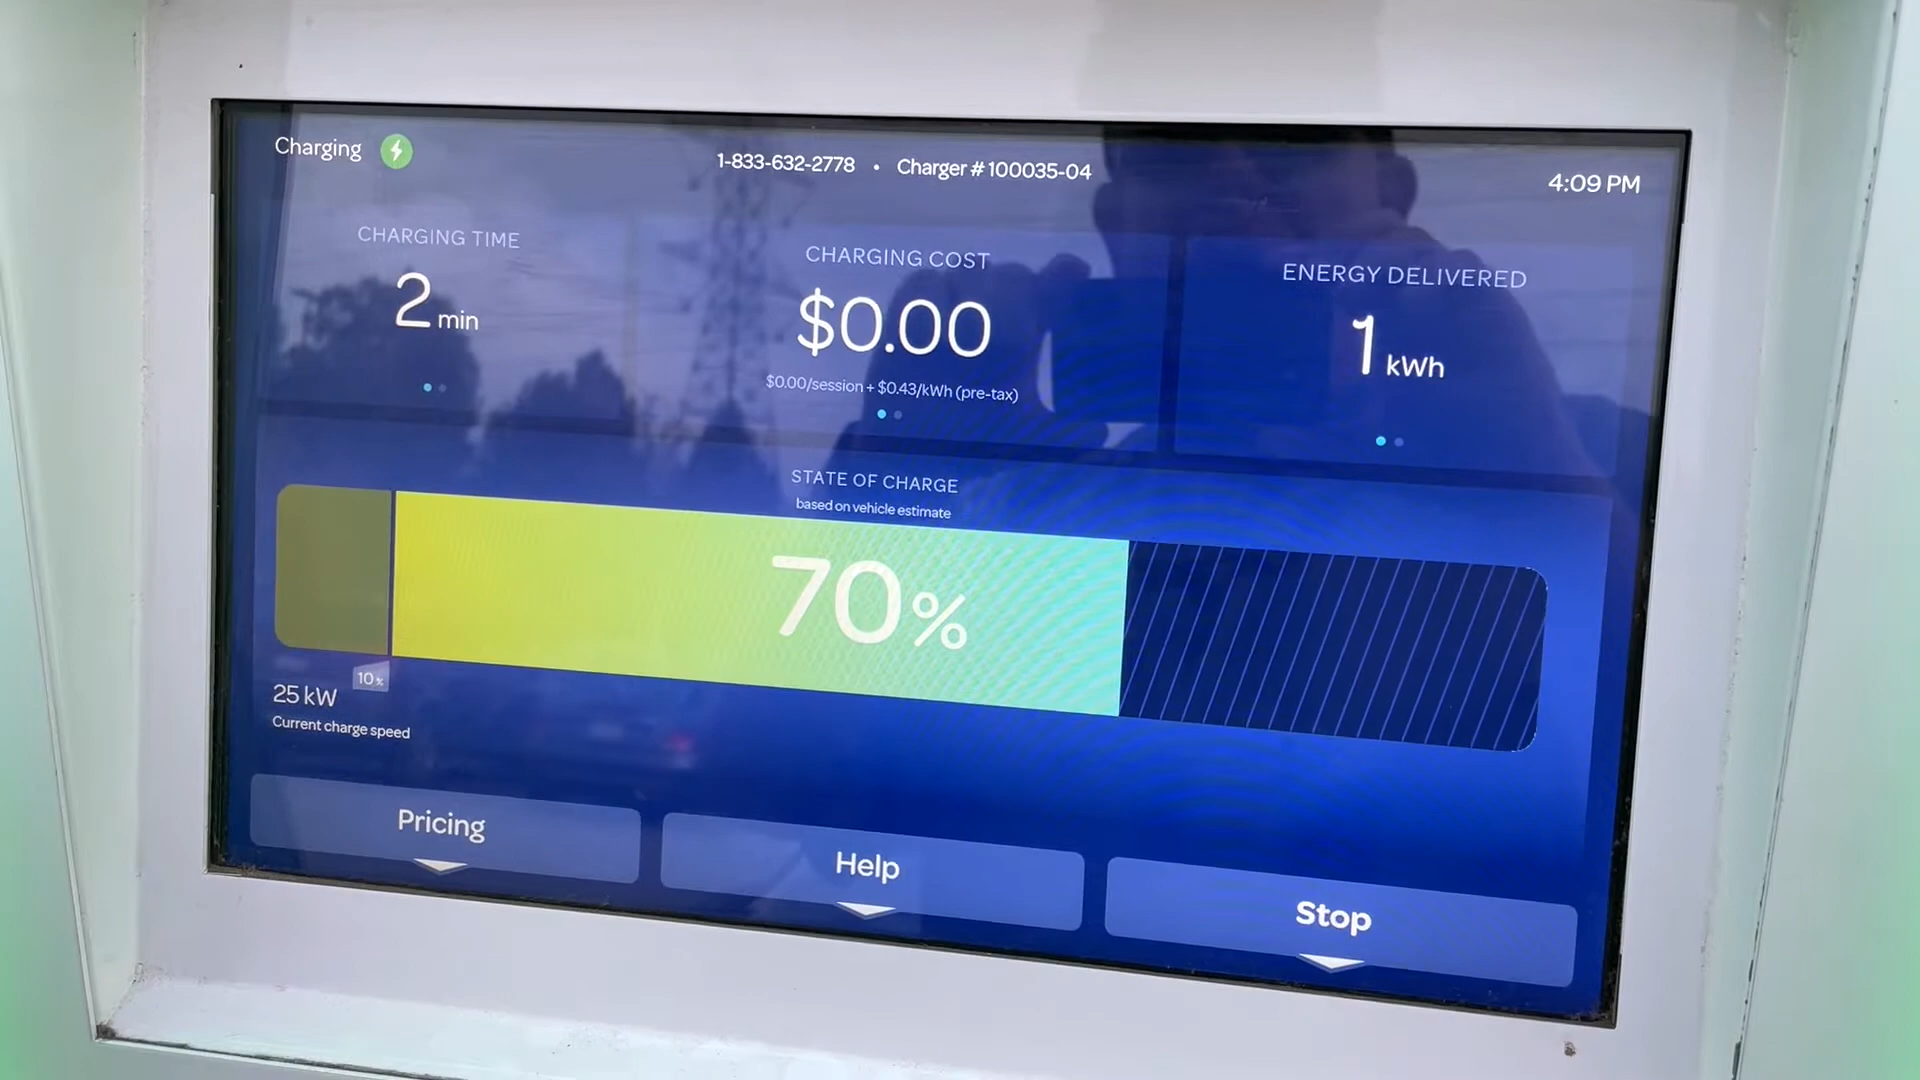 Charging
1-833-632-2778 • Charger # 100035-04
4:09 PM
CHARGING TIME
2 min
CHARGING COST
$0.00
$0.00/session + $0.43/kWh (pre-tax)
ENERGY DELIVERED
1 kWh
STATE OF CHARGE
based on vehicle estimate
70%
10%
25 kW
Current charge speed
Pricing
Help
Stop